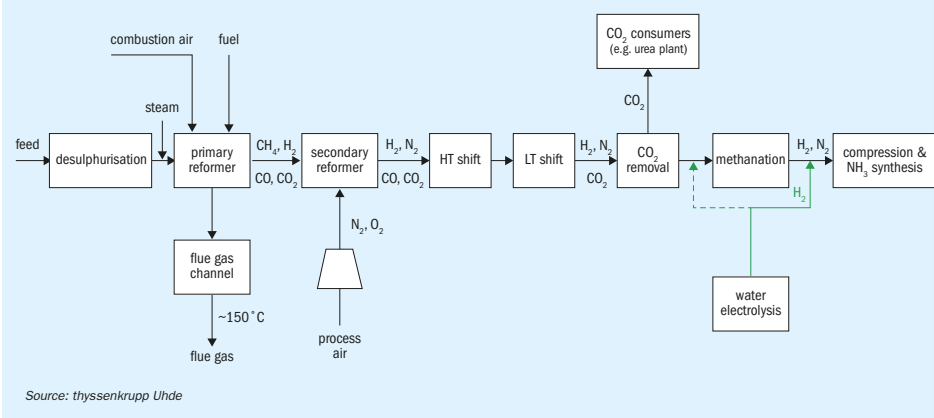 CO₂ consumers
(e.g. urea plant)
combustion air
fuel
steam
CO₂
feed
desulphurisation
primary
reformer
CH₄, H₂
CO, CO₂
secondary
reformer
H₂, N₂
CO, CO₂
HT shift
LT shift
H₂, N₂
CO₂
CO₂
removal
methanation
H₂, N₂
H₂
compression &
NH₃ synthesis
N₂, O₂
flue gas
channel
water
electrolysis
~150˚C
process
air
flue gas
Source: thyssenkrupp Uhde